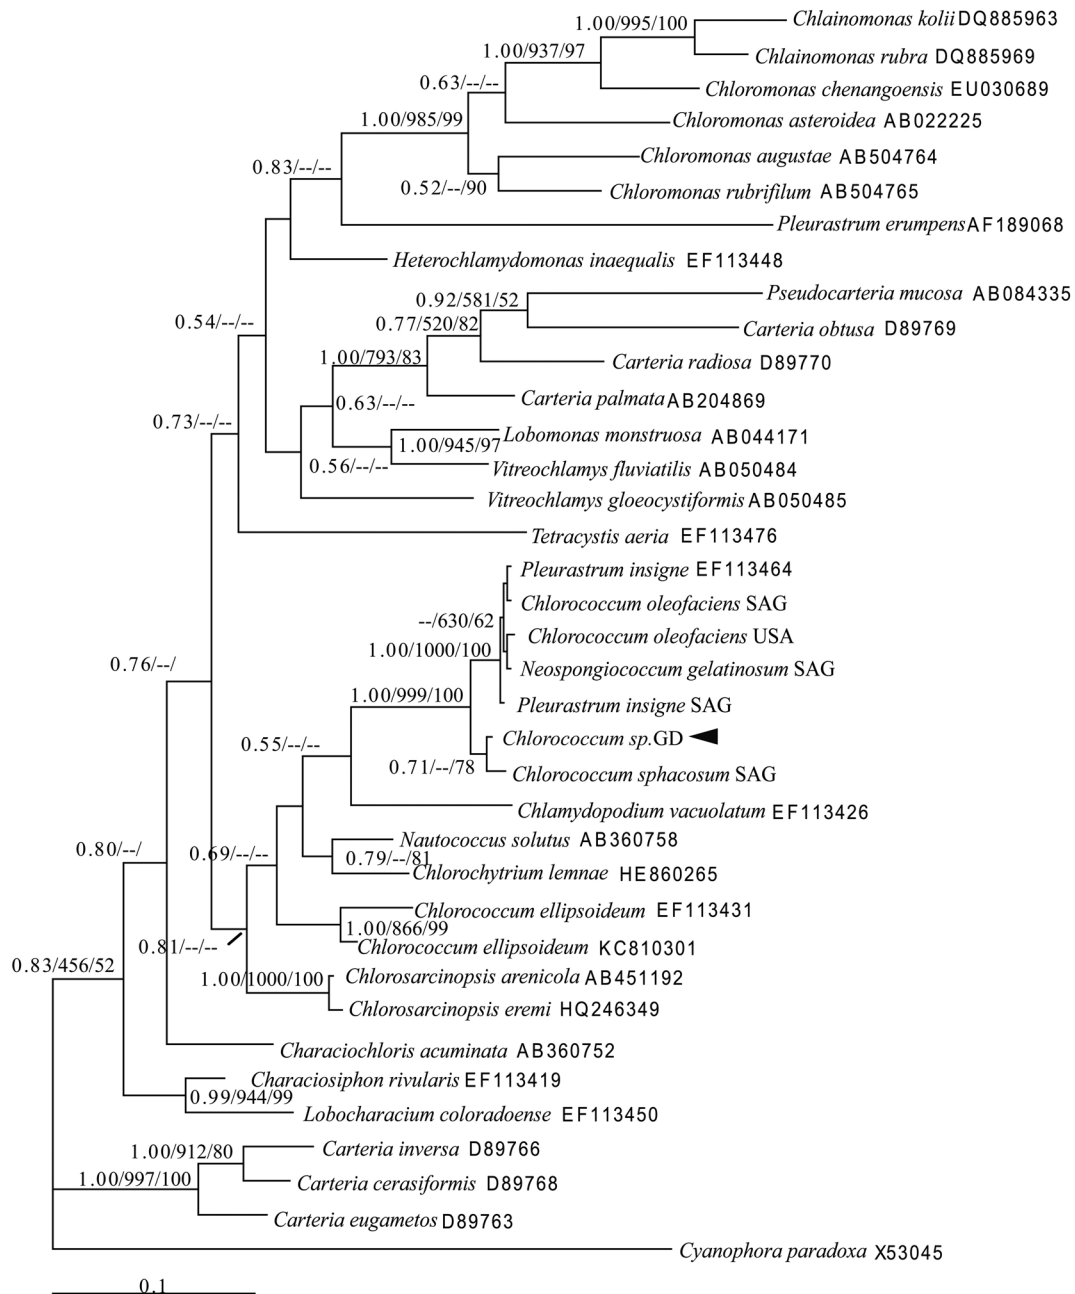 1.00/995/100
Chlainomonas kolii DQ885963
1.00/937/97
Chlainomonas rubra DQ885969
0.63/--/--
Chloromonas chenangoensis EU030689
1.00/985/99
Chloromonas asteroidea AB022225
Chloromonas augustae AB504764
0.83/--/--
0.52/--/90
Chloromonas rubrifilum AB504765
Pleurastrum erumpens AF189068
Heterochlamydomonas inaequalis EF113448
0.92/581/52
Pseudocarteria mucosa AB084335
0.54/--/--
0.77/520/82
Carteria obtusa D89769
1.00/793/83
Carteria radiosa D89770
0.63/--/--
Carteria palmata AB204869
0.73/--/--
Lobomonas monstruosa AB044171
1.00/945/97
0.56/--/--
Vitreochlamys fluviatilis AB050484
Vitreochlamys gloeocystiformis AB050485
Tetracystis aeria EF113476
Pleurastrum insigne EF113464
Chlorococcum oleofaciens SAG
--/630/62
Chlorococcum oleofaciens USA
1.00/1000/100
0.76/--/
Neospongiococcum gelatinosum SAG
1.00/999/100
Pleurastrum insigne SAG
0.55/--/--
Chlorococcum sp.GD
0.71/--/78
Chlorococcum sphacosum SAG
Chlamydopodium vacuolatum EF113426
Nautococcus solutus AB360758
0.80/--/
0.69/--/--
0.79/--/81
Chlorochytrium lemnae HE860265
Chlorococcum ellipsoideum EF113431
1.00/866/99
0.81/--/--
Chlorococcum ellipsoideum KC810301
0.83/456/52
1.00/1000/100
Chlorosarcinopsis arenicola AB451192
Chlorosarcinopsis eremi HQ246349
Characiochloris acuminata AB360752
Characiosiphon rivularis EF113419
0.99/944/99
Lobocharacium coloradoense EF113450
1.00/912/80
Carteria inversa D89766
1.00/997/100
Carteria cerasiformis D89768
Carteria eugametos D89763
Cyanophora paradoxa X53045
0.1